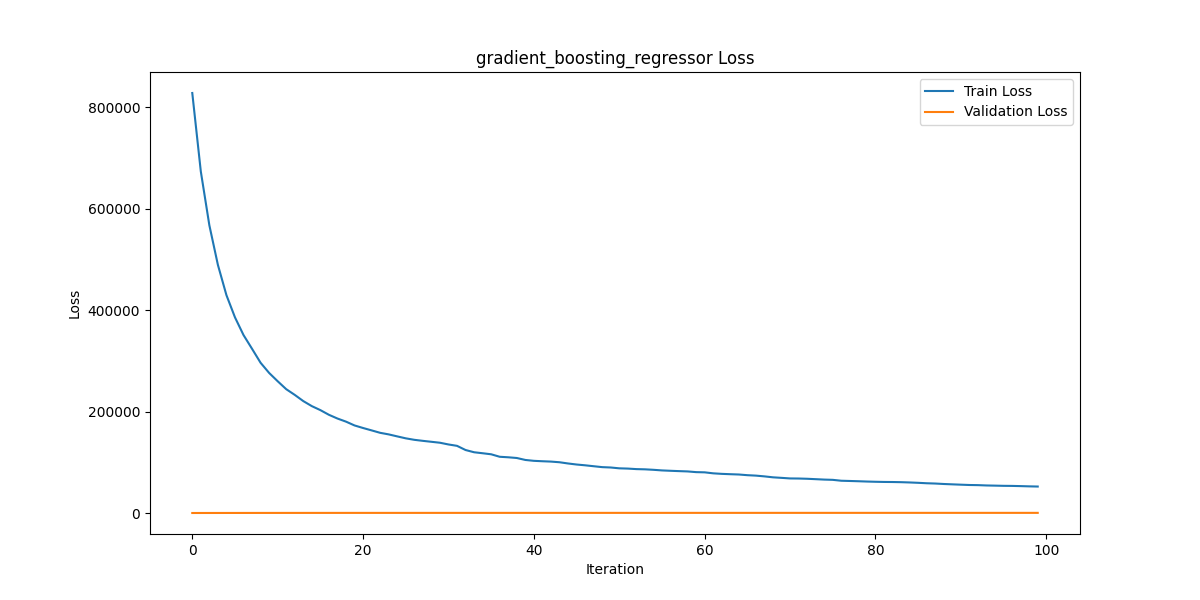 gradient_boosting_regressor Loss
Train Loss
Validation Loss
800000
600000
400000
200000
0
Loss
0 20 40 60 80 100
Iteration